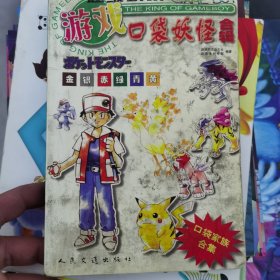 THE KING OF GAMEBOY
游戏
口袋妖怪
THE KING
ポケットモンスター
金 银 赤 绿 青 黄
口袋家族
合集
人民交通出版社